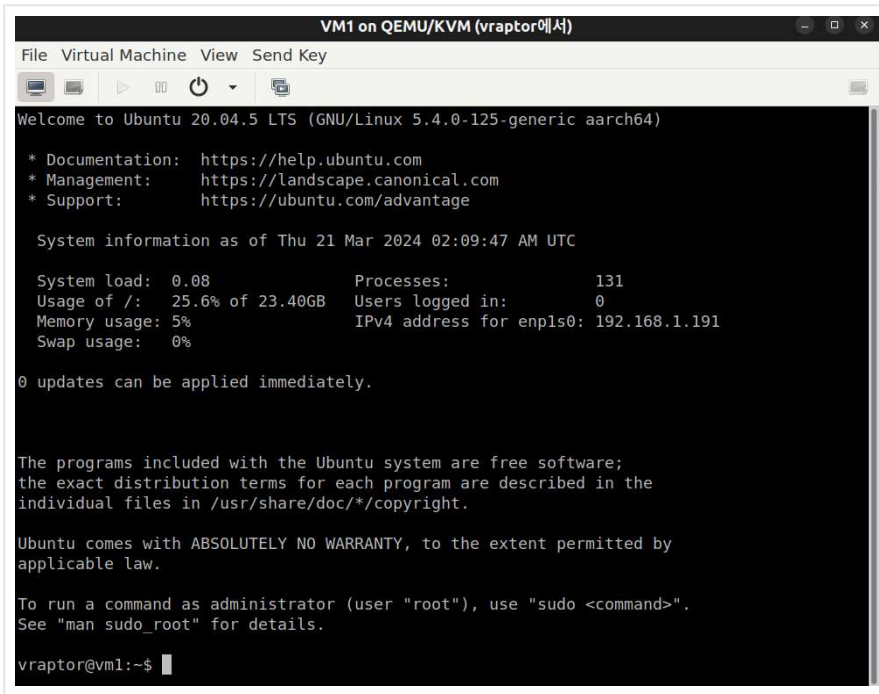 VM1 on QEMU/KVM (vraptor에서)
File Virtual Machine View Send Key
Welcome to Ubuntu 20.04.5 LTS (GNU/Linux 5.4.0-125-generic aarch64)
* Documentation: https://help.ubuntu.com
* Management: https://landscape.canonical.com
* Support: https://ubuntu.com/advantage
System information as of Thu 21 Mar 2024 02:09:47 AM UTC
System load: 0.08 Processes: 131
Usage of /: 25.6% of 23.40GB Users logged in: 0
Memory usage: 5% IPv4 address for enp1s0: 192.168.1.191
Swap usage: 0%
0 updates can be applied immediately.
The programs included with the Ubuntu system are free software;
the exact distribution terms for each program are described in the
individual files in /usr/share/doc/*/copyright.
Ubuntu comes with ABSOLUTELY NO WARRANTY, to the extent permitted by
applicable law.
To run a command as administrator (user "root"), use "sudo <command>".
See "man sudo_root" for details.
vraptor@vm1:~$